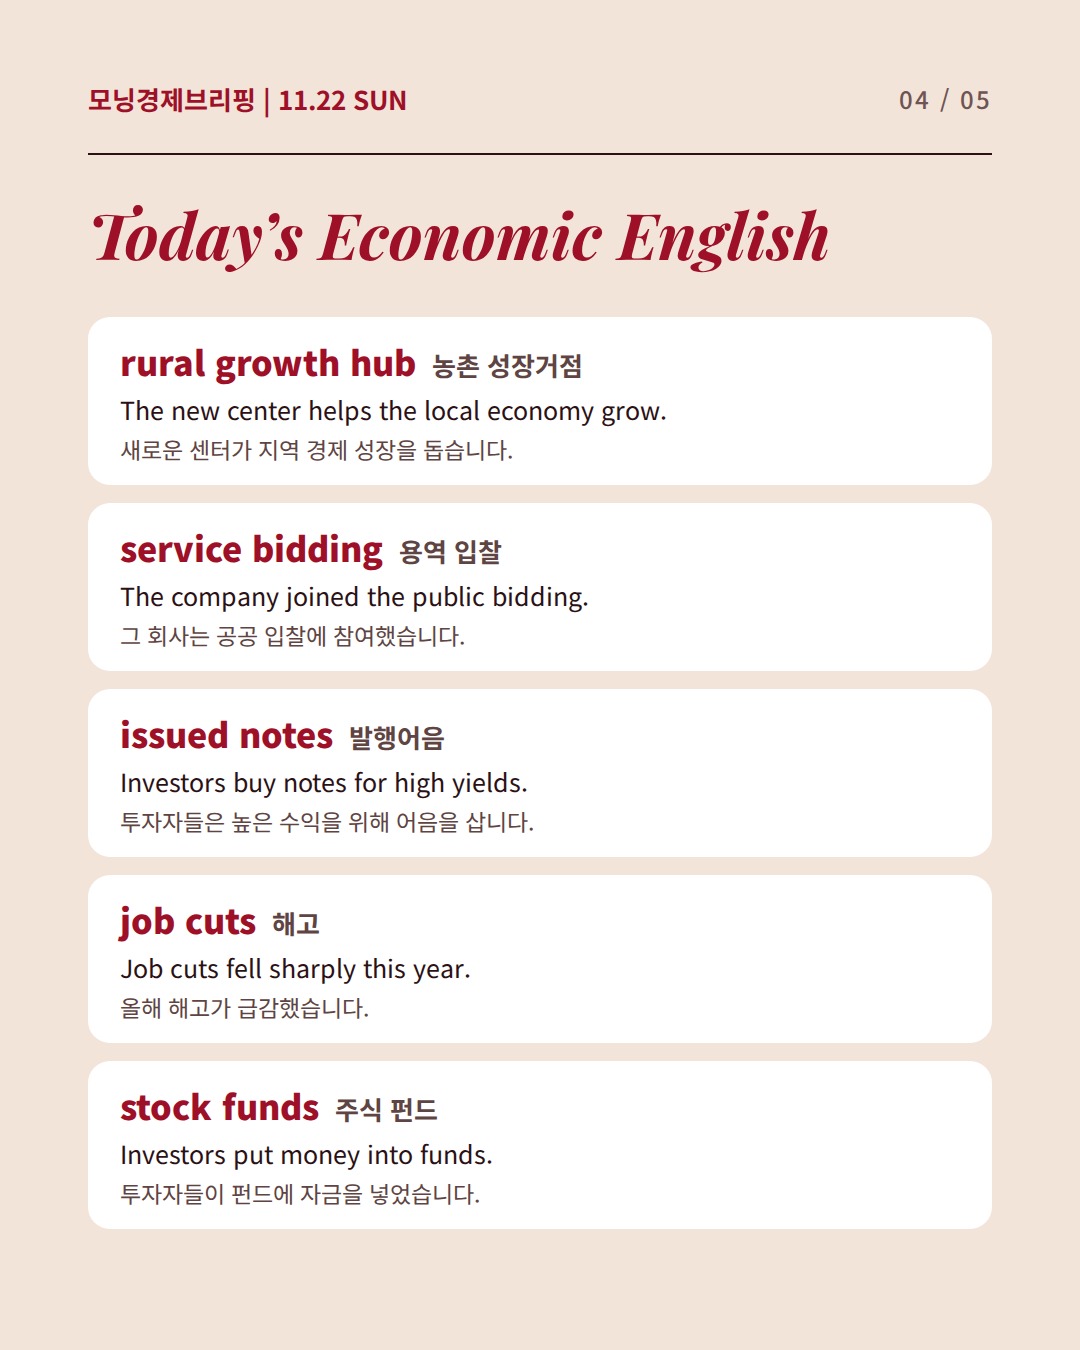 모닝경제브리핑 | 11.22 SUN
04 / 05
Today’s Economic English
rural growth hub 농촌 성장거점
The new center helps the local economy grow.
새로운 센터가 지역 경제 성장을 돕습니다.
service bidding 용역 입찰
The company joined the public bidding.
그 회사는 공공 입찰에 참여했습니다.
issued notes 발행어음
Investors buy notes for high yields.
투자자들은 높은 수익을 위해 어음을 삽니다.
job cuts 해고
Job cuts fell sharply this year.
올해 해고가 급감했습니다.
stock funds 주식 펀드
Investors put money into funds.
투자자들이 펀드에 자금을 넣었습니다.